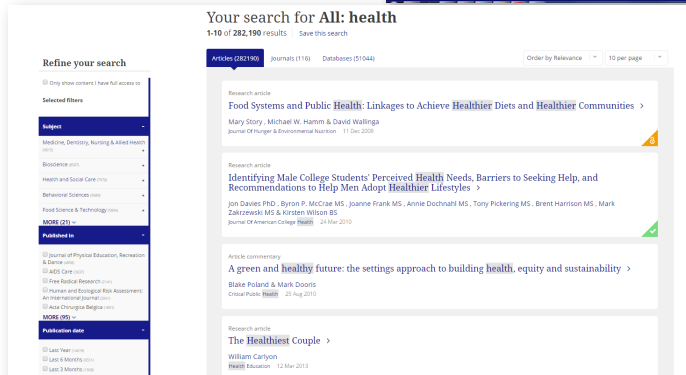 Your search for All: health
1-10 of 282,190 results Save this search
Refine your search
Only show content I have full access to
Selected filters
Subject
Medicine, Dentistry, Nursing & Allied Health
Bioscience
Health and Social Care
Behavioral Sciences
Food Science & Technology
MORE (21)
Published in
Journal of Physical Education, Recreation
& Dance
AIDS Care
Free Radical Research
Human and Ecological Risk Assessment:
An International Journal
Acta Chirurgica Belgica
MORE (95)
Publication date
Last Year
Last 6 Months
Last 3 Months
Articles (282190) Journals (116) Databases (51044)
Order by Relevance 10 per page
Research article
Food Systems and Public Health: Linkages to Achieve Healthier Diets and Healthier Communities
Mary Story , Michael W. Hamm & David Wallinga
Journal Of Hunger & Environmental Nutrition 11 Dec 2009
Research article
Identifying Male College Students' Perceived Health Needs, Barriers to Seeking Help, and
Recommendations to Help Men Adopt Healthier Lifestyles
Jon Davies PhD , Byron P. McCrae MS , Joanne Frank MS , Annie Dochnahl MS , Tony Pickering MS , Brent Harrison MS , Mark
Zakrzewski MS & Kirsten Wilson BS
Journal Of American College Health 24 Mar 2010
Article commentary
A green and healthy future: the settings approach to building health, equity and sustainability
Blake Poland & Mark Dooris
Critical Public Health 25 Aug 2010
Research article
The Healthiest Couple
William Carlyon
Health Education 12 Mar 2013